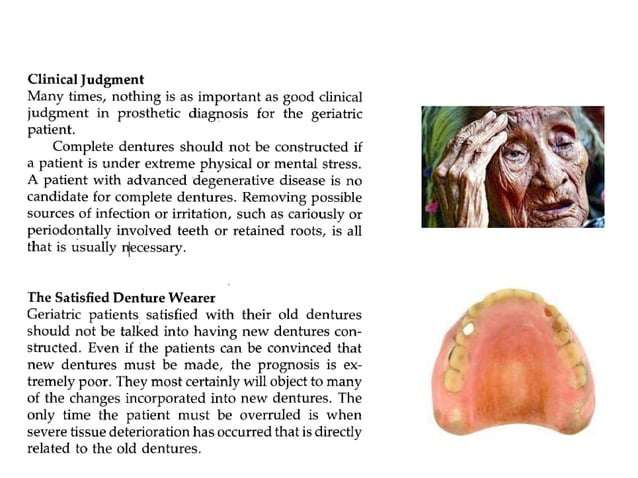 Clinical Judgment
Many times, nothing is as important as good clinical
judgment in prosthetic diagnosis for the geriatric
patient.
Complete dentures should not be constructed if
a patient is under extreme physical or mental stress.
A patient with advanced degenerative disease is no
candidate for complete dentures. Removing possible
sources of infection or irritation, such as cariously or
periodontally involved teeth or retained roots, is all
that is usually necessary.
The Satisfied Denture Wearer
Geriatric patients satisfied with their old dentures
should not be talked into having new dentures con-
structed. Even if the patients can be convinced that
new dentures must be made, the prognosis is ex-
tremely poor. They most certainly will object to many
of the changes incorporated into new dentures. The
only time the patient must be overruled is when
severe tissue deterioration has occurred that is directly
related to the old dentures.